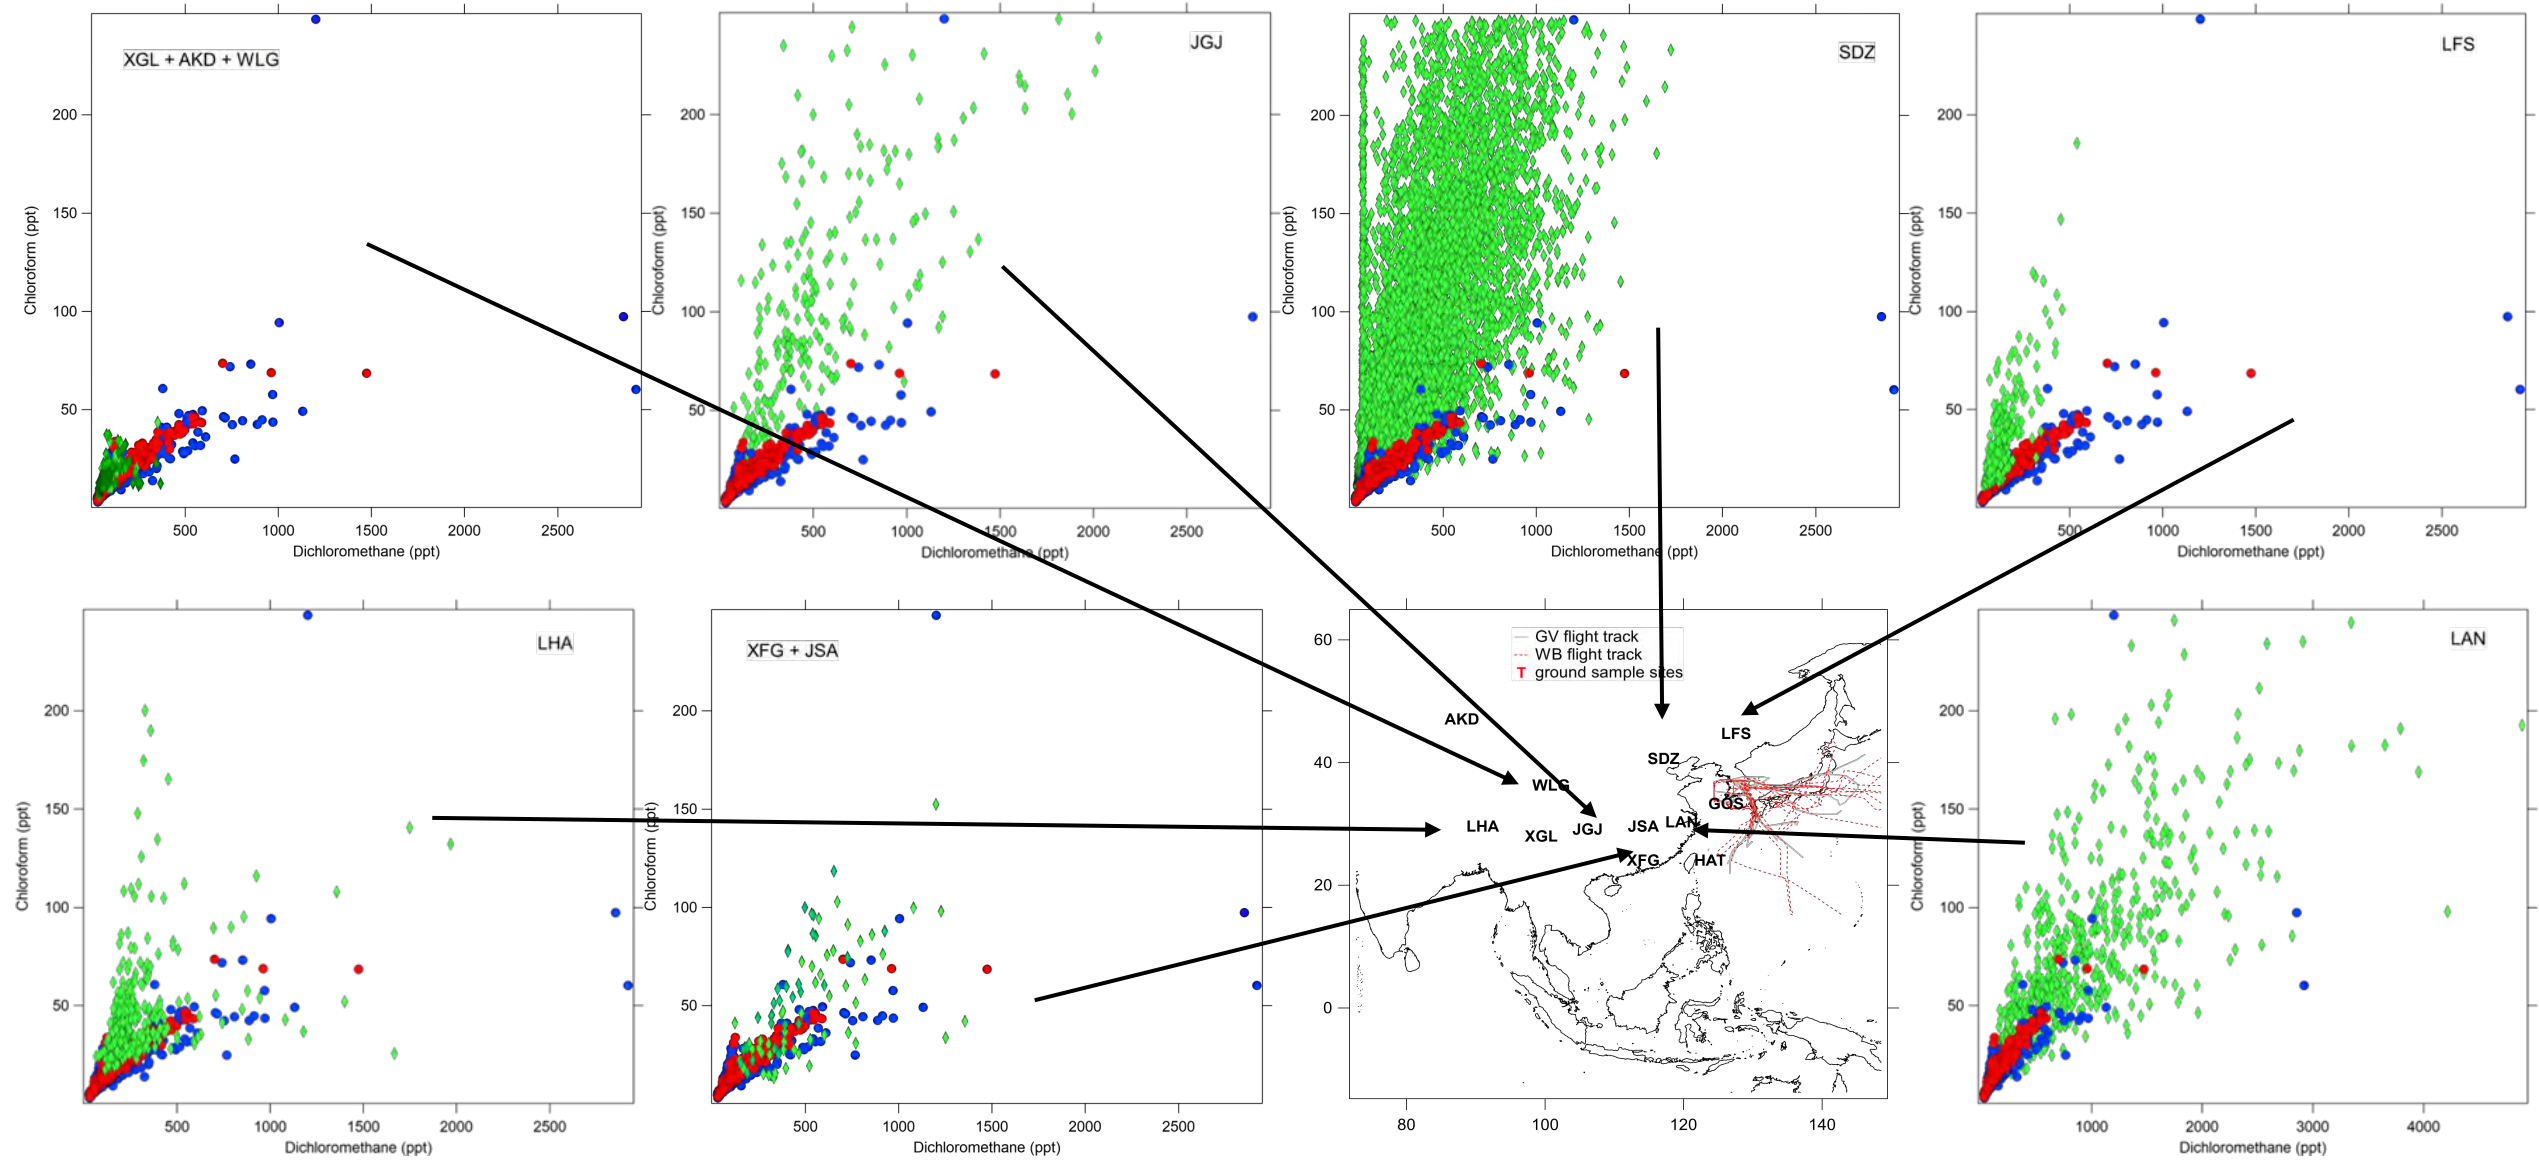 XGL + AKD + WLG
200
150
100
50
Chloroform (ppt)
500 1000 1500 2000 2500
Dichloromethane (ppt)
JGJ
200
150
100
50
Chloroform (ppt)
500 1000 1500 2000 2500
Dichloromethane (ppt)
SDZ
200
150
100
50
Chloroform (ppt)
500 1000 1500 2000 2500
Dichloromethane (ppt)
LFS
200
150
100
50
Chloroform (ppt)
500 1000 1500 2000 2500
Dichloromethane (ppt)
LHA
200
150
100
50
Chloroform (ppt)
500 1000 1500 2000 2500
Dichloromethane (ppt)
XFG + JSA
200
150
100
50
Chloroform (ppt)
500 1000 1500 2000 2500
Dichloromethane (ppt)
GV flight track
WB flight track
T ground sample sites
60
40
20
0
AKD
LFS
SDZ
WLG
GOS
LHA XGL JGJ JSA LAN
XFG HAT
80 100 120 140
LAN
200
150
100
50
Chloroform (ppt)
1000 2000 3000 4000
Dichloromethane (ppt)